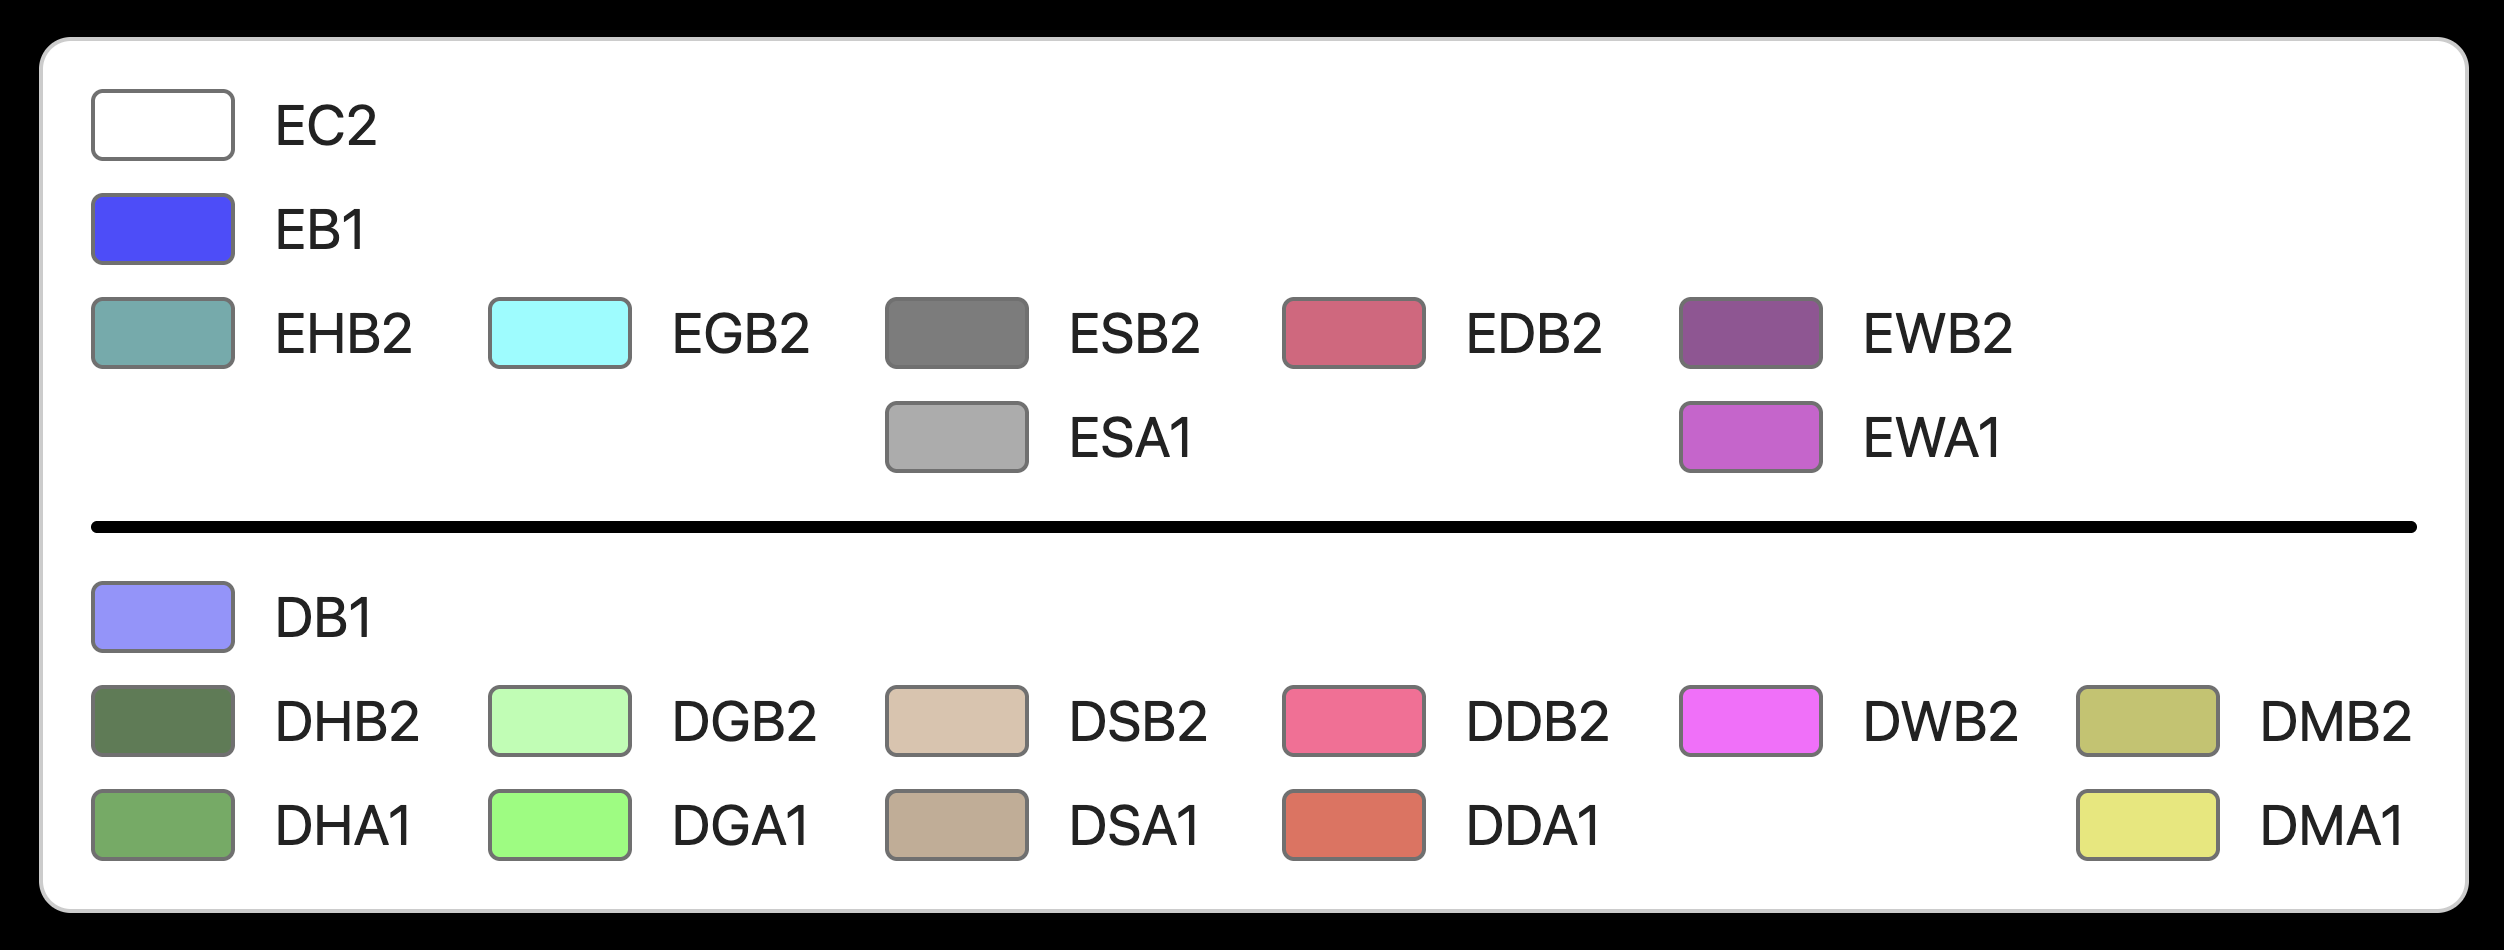 EC2
EB1
EHB2 EGB2 ESB2 EDB2 EWB2
ESA1 EWA1
DB1
DHB2 DGB2 DSB2 DDB2 DWB2 DMB2
DHA1 DGA1 DSA1 DDA1 DMA1